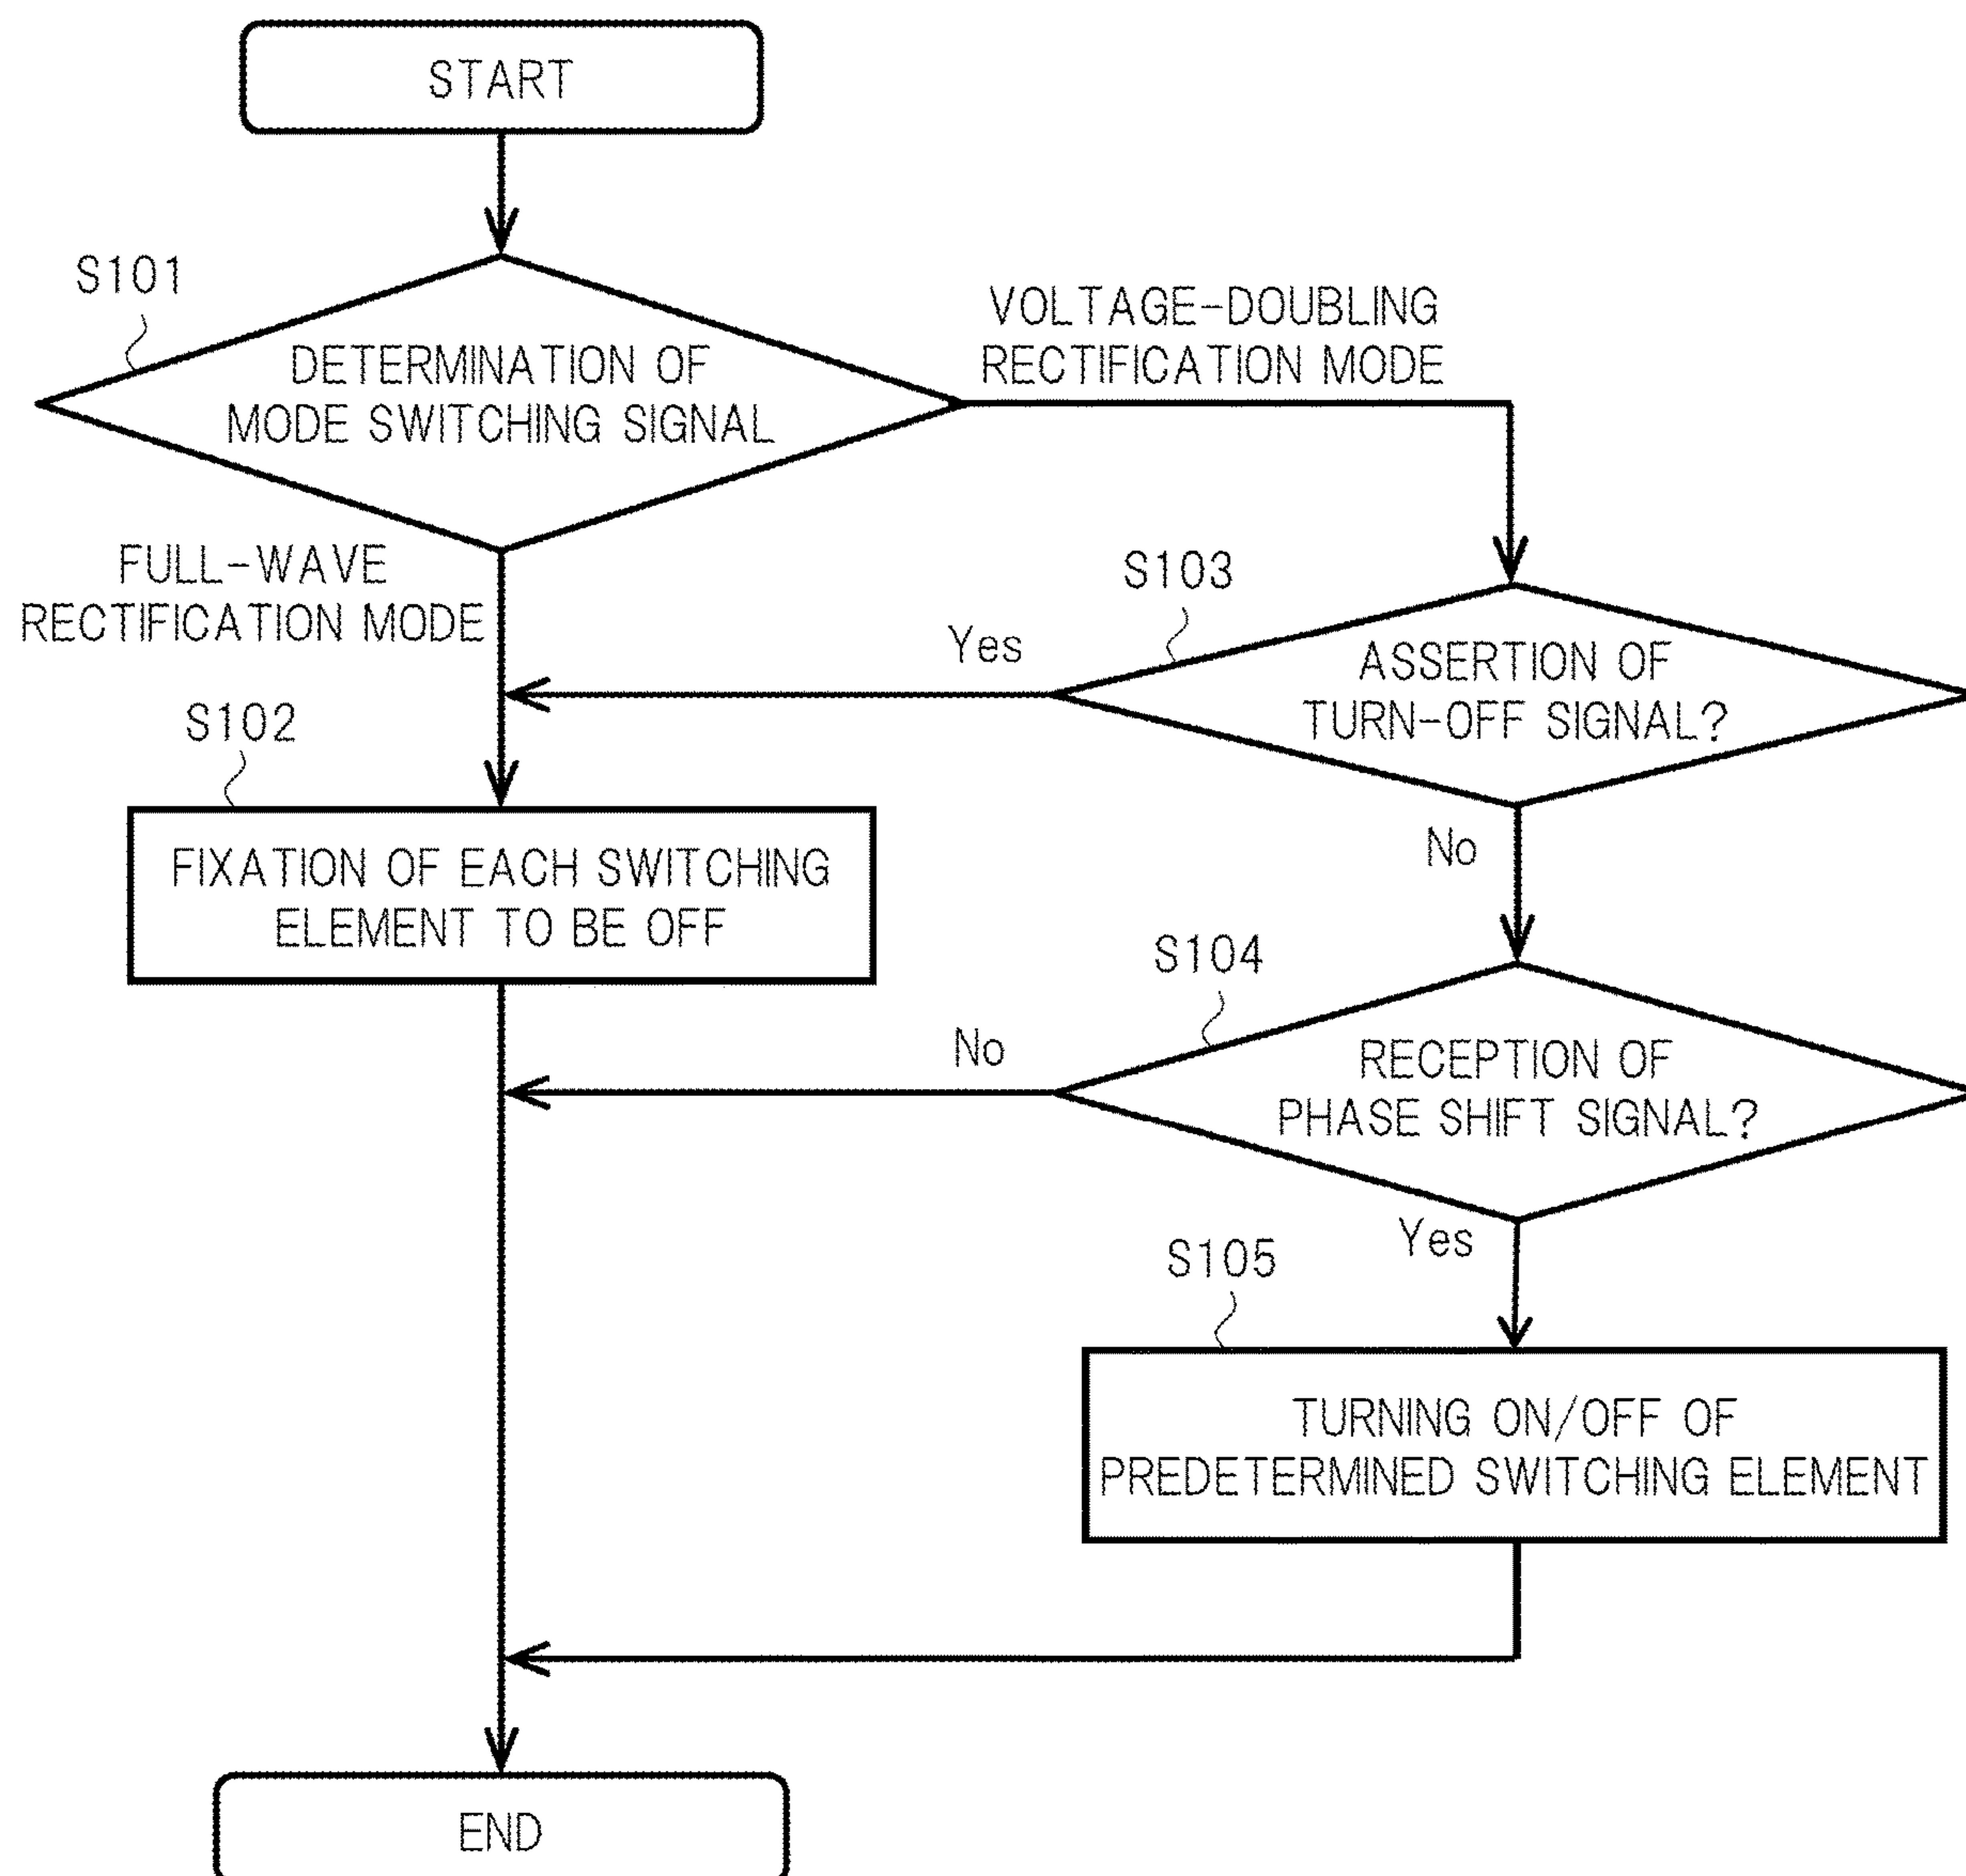 START
S101
DETERMINATION OF
MODE SWITCHING SIGNAL
VOLTAGE-DOUBLING
RECTIFICATION MODE
FULL-WAVE
RECTIFICATION MODE
S103
Yes
ASSERTION OF
TURN-OFF SIGNAL?
No
S102
FIXATION OF EACH SWITCHING
ELEMENT TO BE OFF
S104
No
RECEPTION OF
PHASE SHIFT SIGNAL?
Yes
S105
TURNING ON/OFF OF
PREDETERMINED SWITCHING ELEMENT
END